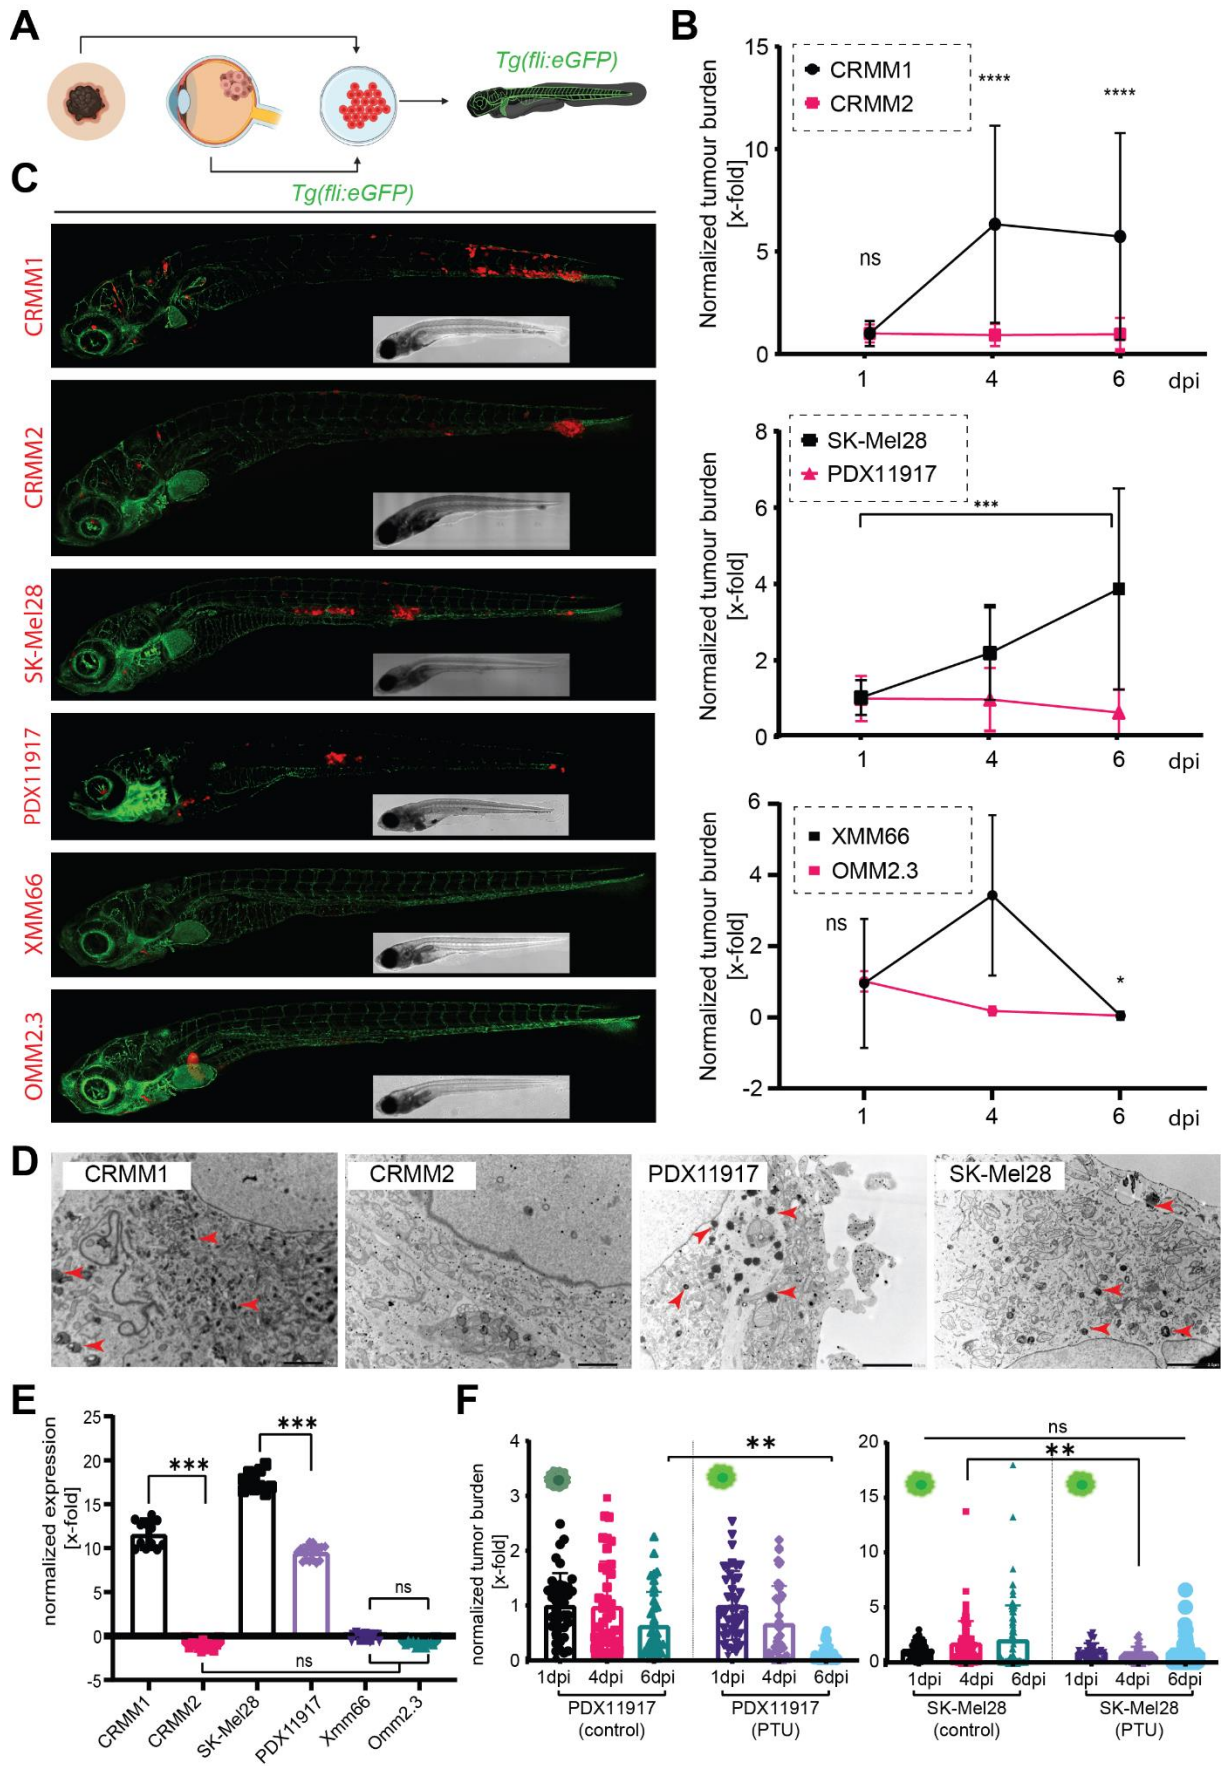 A
Tg(fli:eGFP)
B
Normalized tumour burden
[x-fold]
15
10
5
0
CRMM1
CRMM2
****
****
ns
1
4
6
dpi
Normalized tumour burden
[x-fold]
8
6
4
2
0
SK-Mel28
PDX11917
***
1
4
6
dpi
Normalized tumour burden
[x-fold]
6
4
2
0
-2
XMM66
OMM2.3
ns
*
1
4
6
dpi
C
Tg(fli:eGFP)
CRMM1
CRMM2
SK-Mel28
PDX11917
XMM66
OMM2.3
D
CRMM1
CRMM2
PDX11917
SK-Mel28
E
normalized expression
[x-fold]
25
20
15
10
5
0
-5
***
***
ns
ns
CRMM1
CRMM2
SK-Mel28
PDX11917
Xmm66
Omm2.3
F
normalized tumor burden
[x-fold]
4
3
2
1
0
**
1dpi 4dpi 6dpi 1dpi 4dpi 6dpi
PDX11917
(control)
PDX11917
(PTU)
20
15
10
5
0
ns
**
1dpi 4dpi 6dpi 1dpi 4dpi 6dpi
SK-Mel28
(control)
SK-Mel28
(PTU)